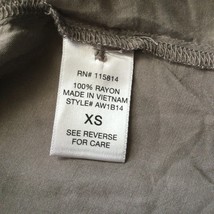 RN# 115814
100% RAYON
MADE IN VIETNAM
STYLE# AW1B14
XS
SEE REVERSE
FOR CARE